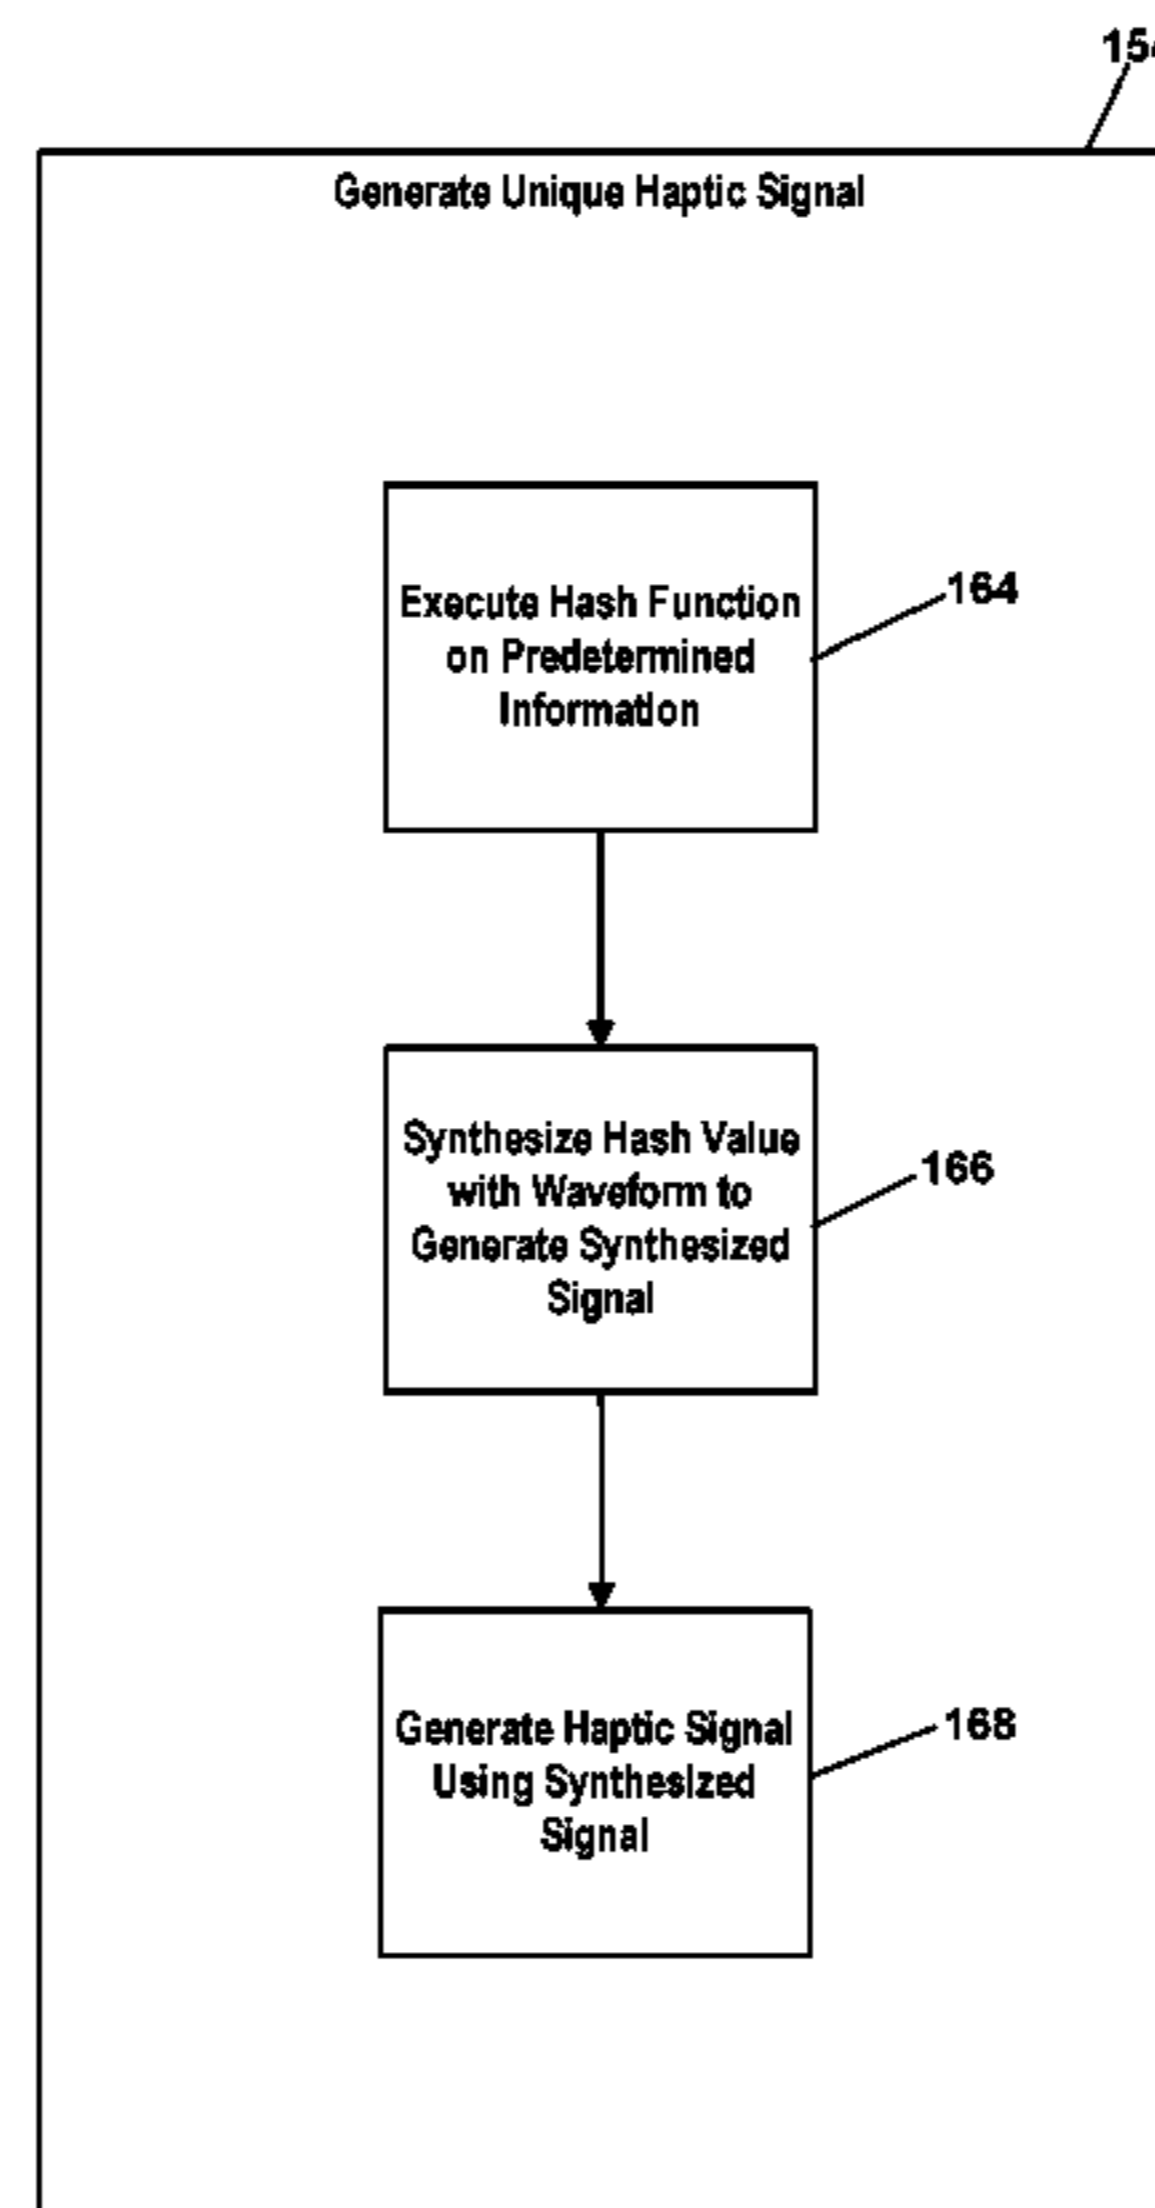 154
Generate Unique Haptic Signal
Execute Hash Function
on Predetermined
Information
164
Synthesize Hash Value
with Waveform to
Generate Synthesized
Signal
166
Generate Haptic Signal
Using Synthesized
Signal
168